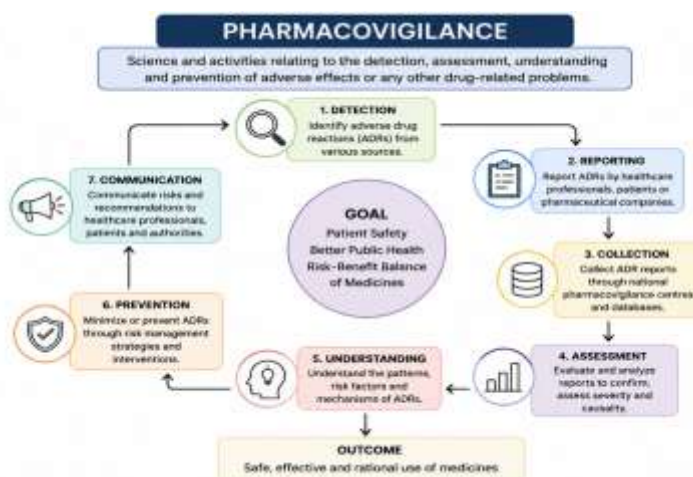 PHARMACOVIGILANCE
Science and activities relating to the detection, assessment, understanding
and prevention of adverse effects or any other drug-related problems.
1. DETECTION
Identify adverse drug
reactions (ADRs) from
various sources.
2. REPORTING
Report ADRs by healthcare
professionals, patients or
pharmaceutical companies.
3. COLLECTION
Collect ADR reports
through national
pharmacovigilance centres
and databases.
4. ASSESSMENT
Evaluate and analyze
reports to confirm,
assess severity and
causality.
5. UNDERSTANDING
Understand the patterns,
risk factors and
mechanisms of ADRs.
6. PREVENTION
Minimize or prevent ADRs
through risk management
strategies and
interventions.
7. COMMUNICATION
Communicate risks and
recommendations to
healthcare professionals,
patients and authorities.
GOAL
Patient Safety
Better Public Health
Risk-Benefit Balance
of Medicines
OUTCOME
Safe, effective and rational use of medicines